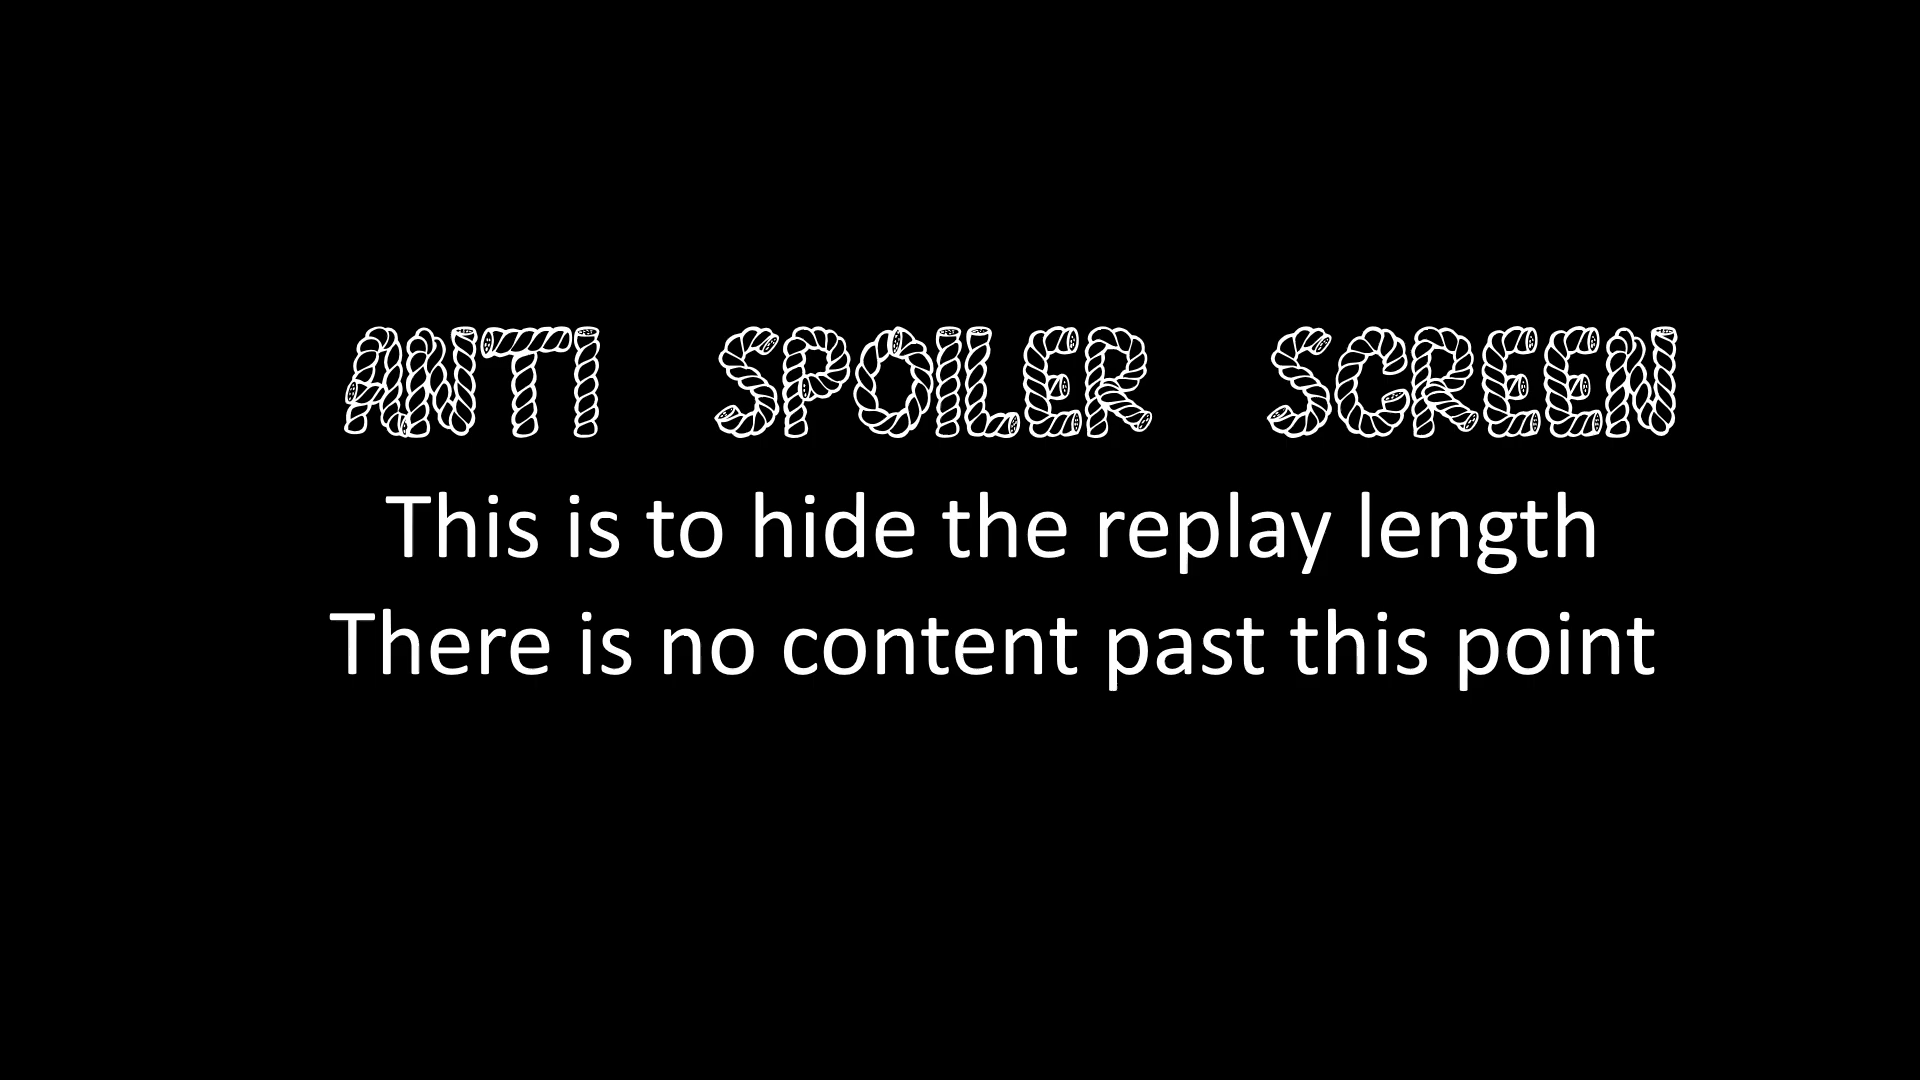 ANTI SPOILER SCREEN
This is to hide the replay length
There is no content past this point